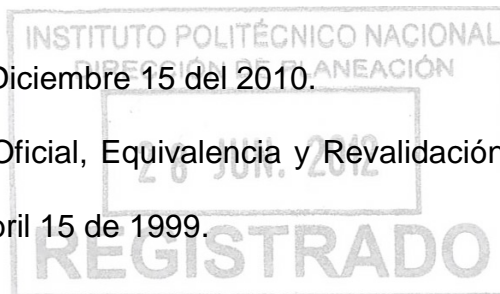 INSTITUTO POLITÉCNICO NACIONAL
DIRECCIÓN DE PLANEACIÓN
Diciembre 15 del 2010.
Oficial, Equivalencia y Revalidación
28 JUN. 2012
bril 15 de 1999.
REGISTRADO